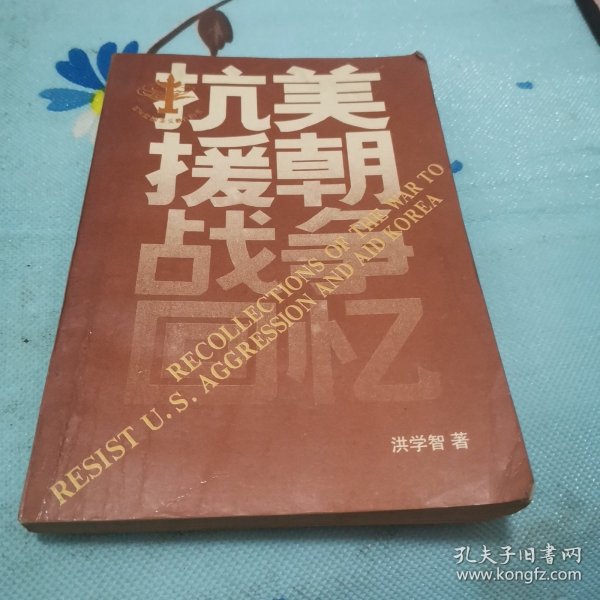 抗美
援朝
战争
回忆
RECOLLECTIONS OF THE WAR TO
RESIST U.S. AGGRESSION AND AID KOREA
洪学智 著
孔夫子旧书网
www.kongfz.com